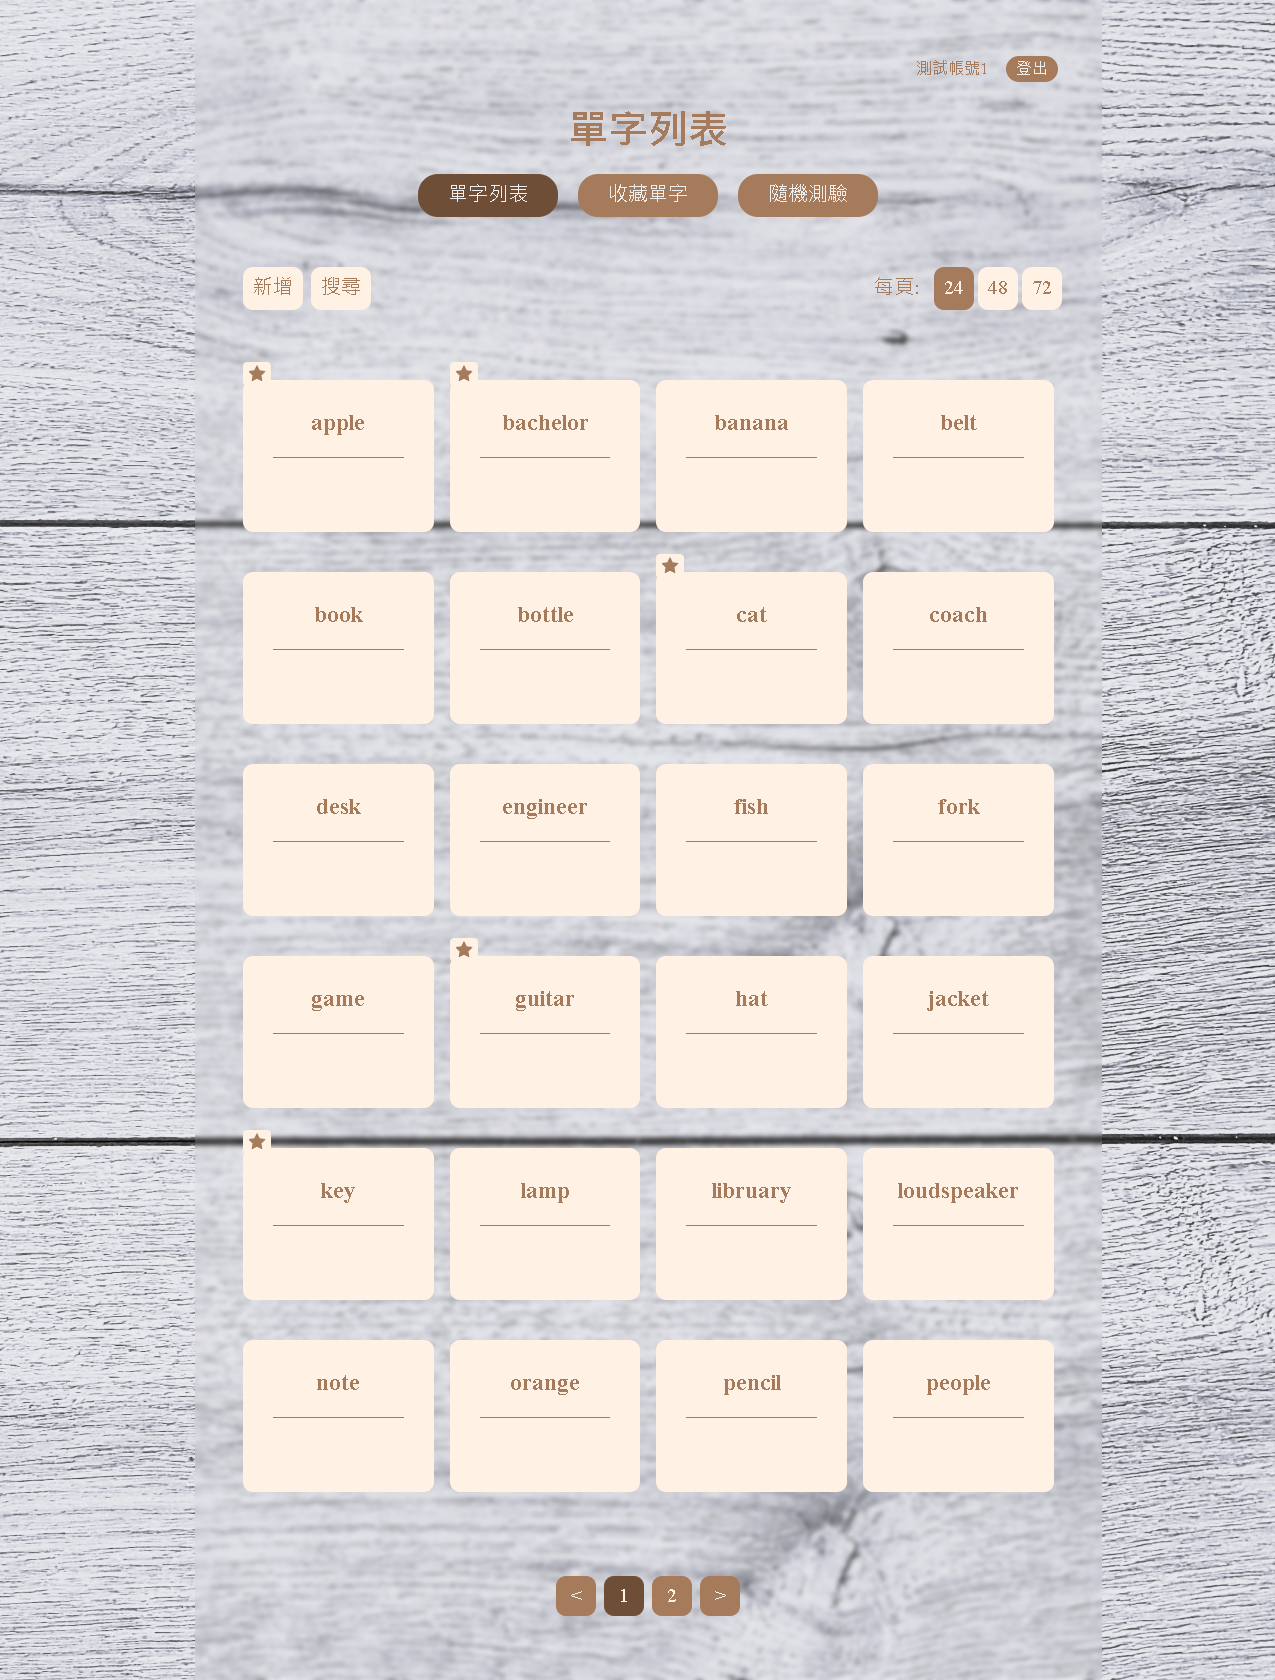 測試帳號1 登出
單字列表
單字列表 收藏單字 隨機測驗
新增 搜尋 每頁: 24 48 72
apple bachelor banana belt
book bottle cat coach
desk engineer fish fork
game guitar hat jacket
key lamp libruary loudspeaker
note orange pencil people
< 1 2 >